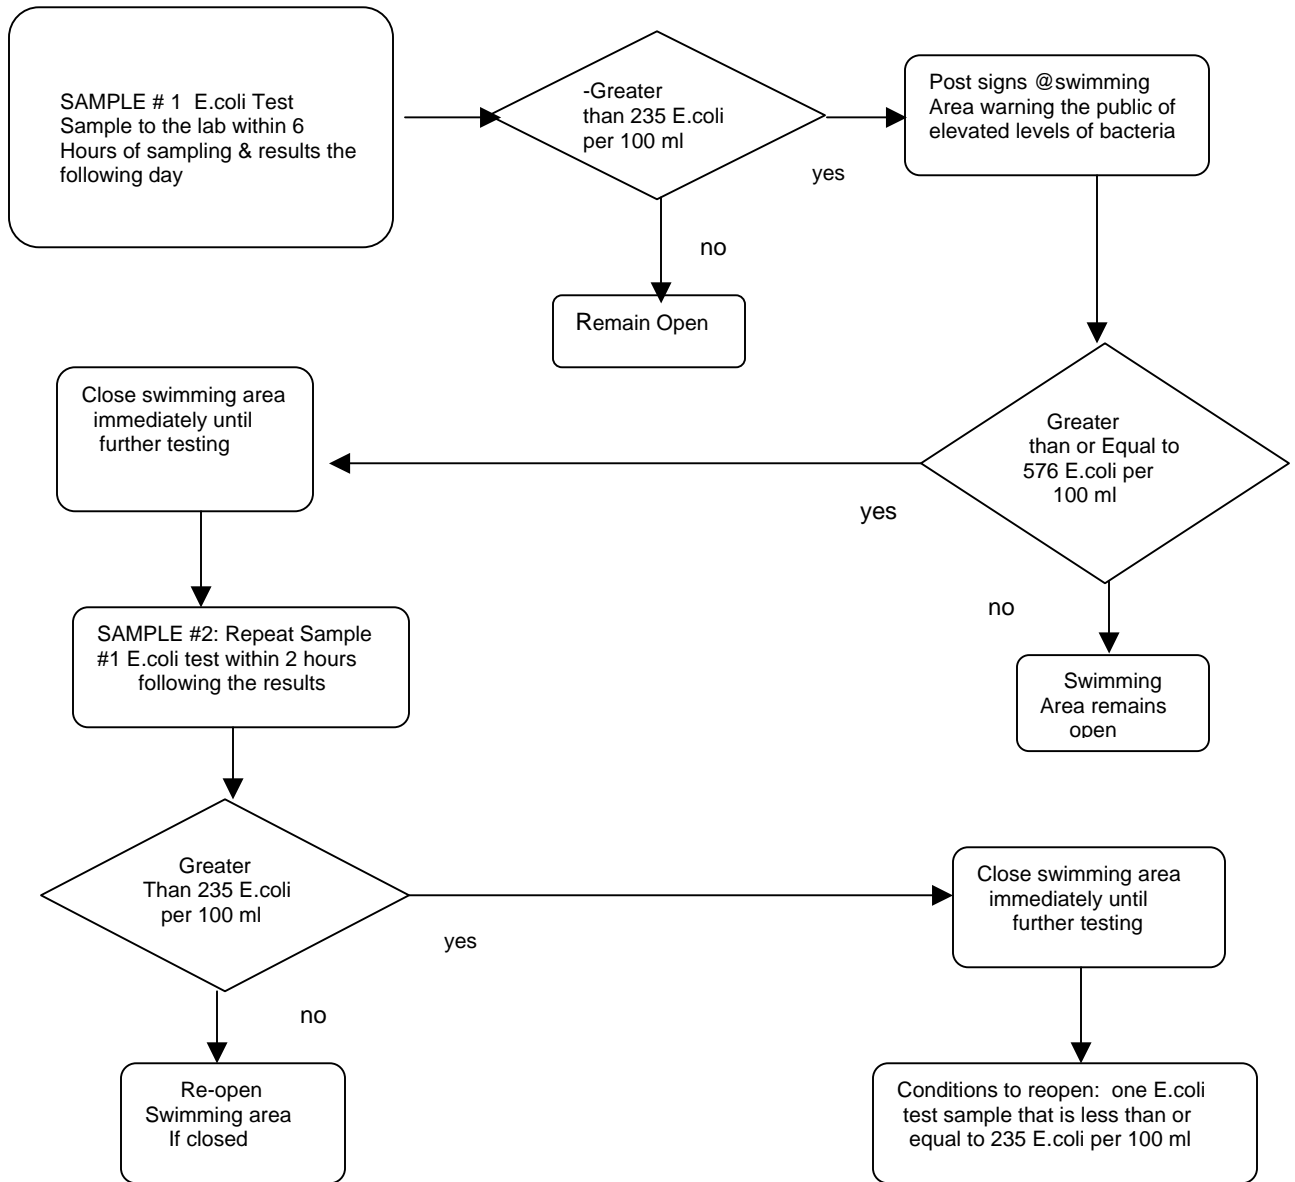 SAMPLE # 1  E.coli Test
Sample to the lab within 6
Hours of sampling & results the
following day
-Greater
than 235 E.coli
per 100 ml
yes
Post signs @swimming
Area warning the public of
elevated levels of bacteria
no
Remain Open
Greater
than or Equal to
576 E.coli per
100 ml
yes
Close swimming area
immediately until
further testing
no
Swimming
Area remains
open
SAMPLE #2: Repeat Sample
#1 E.coli test within 2 hours
following the results
Greater
Than 235 E.coli
per 100 ml
yes
Close swimming area
immediately until
further testing
no
Re-open
Swimming area
If closed
Conditions to reopen:  one E.coli
test sample that is less than or
equal to 235 E.coli per 100 ml